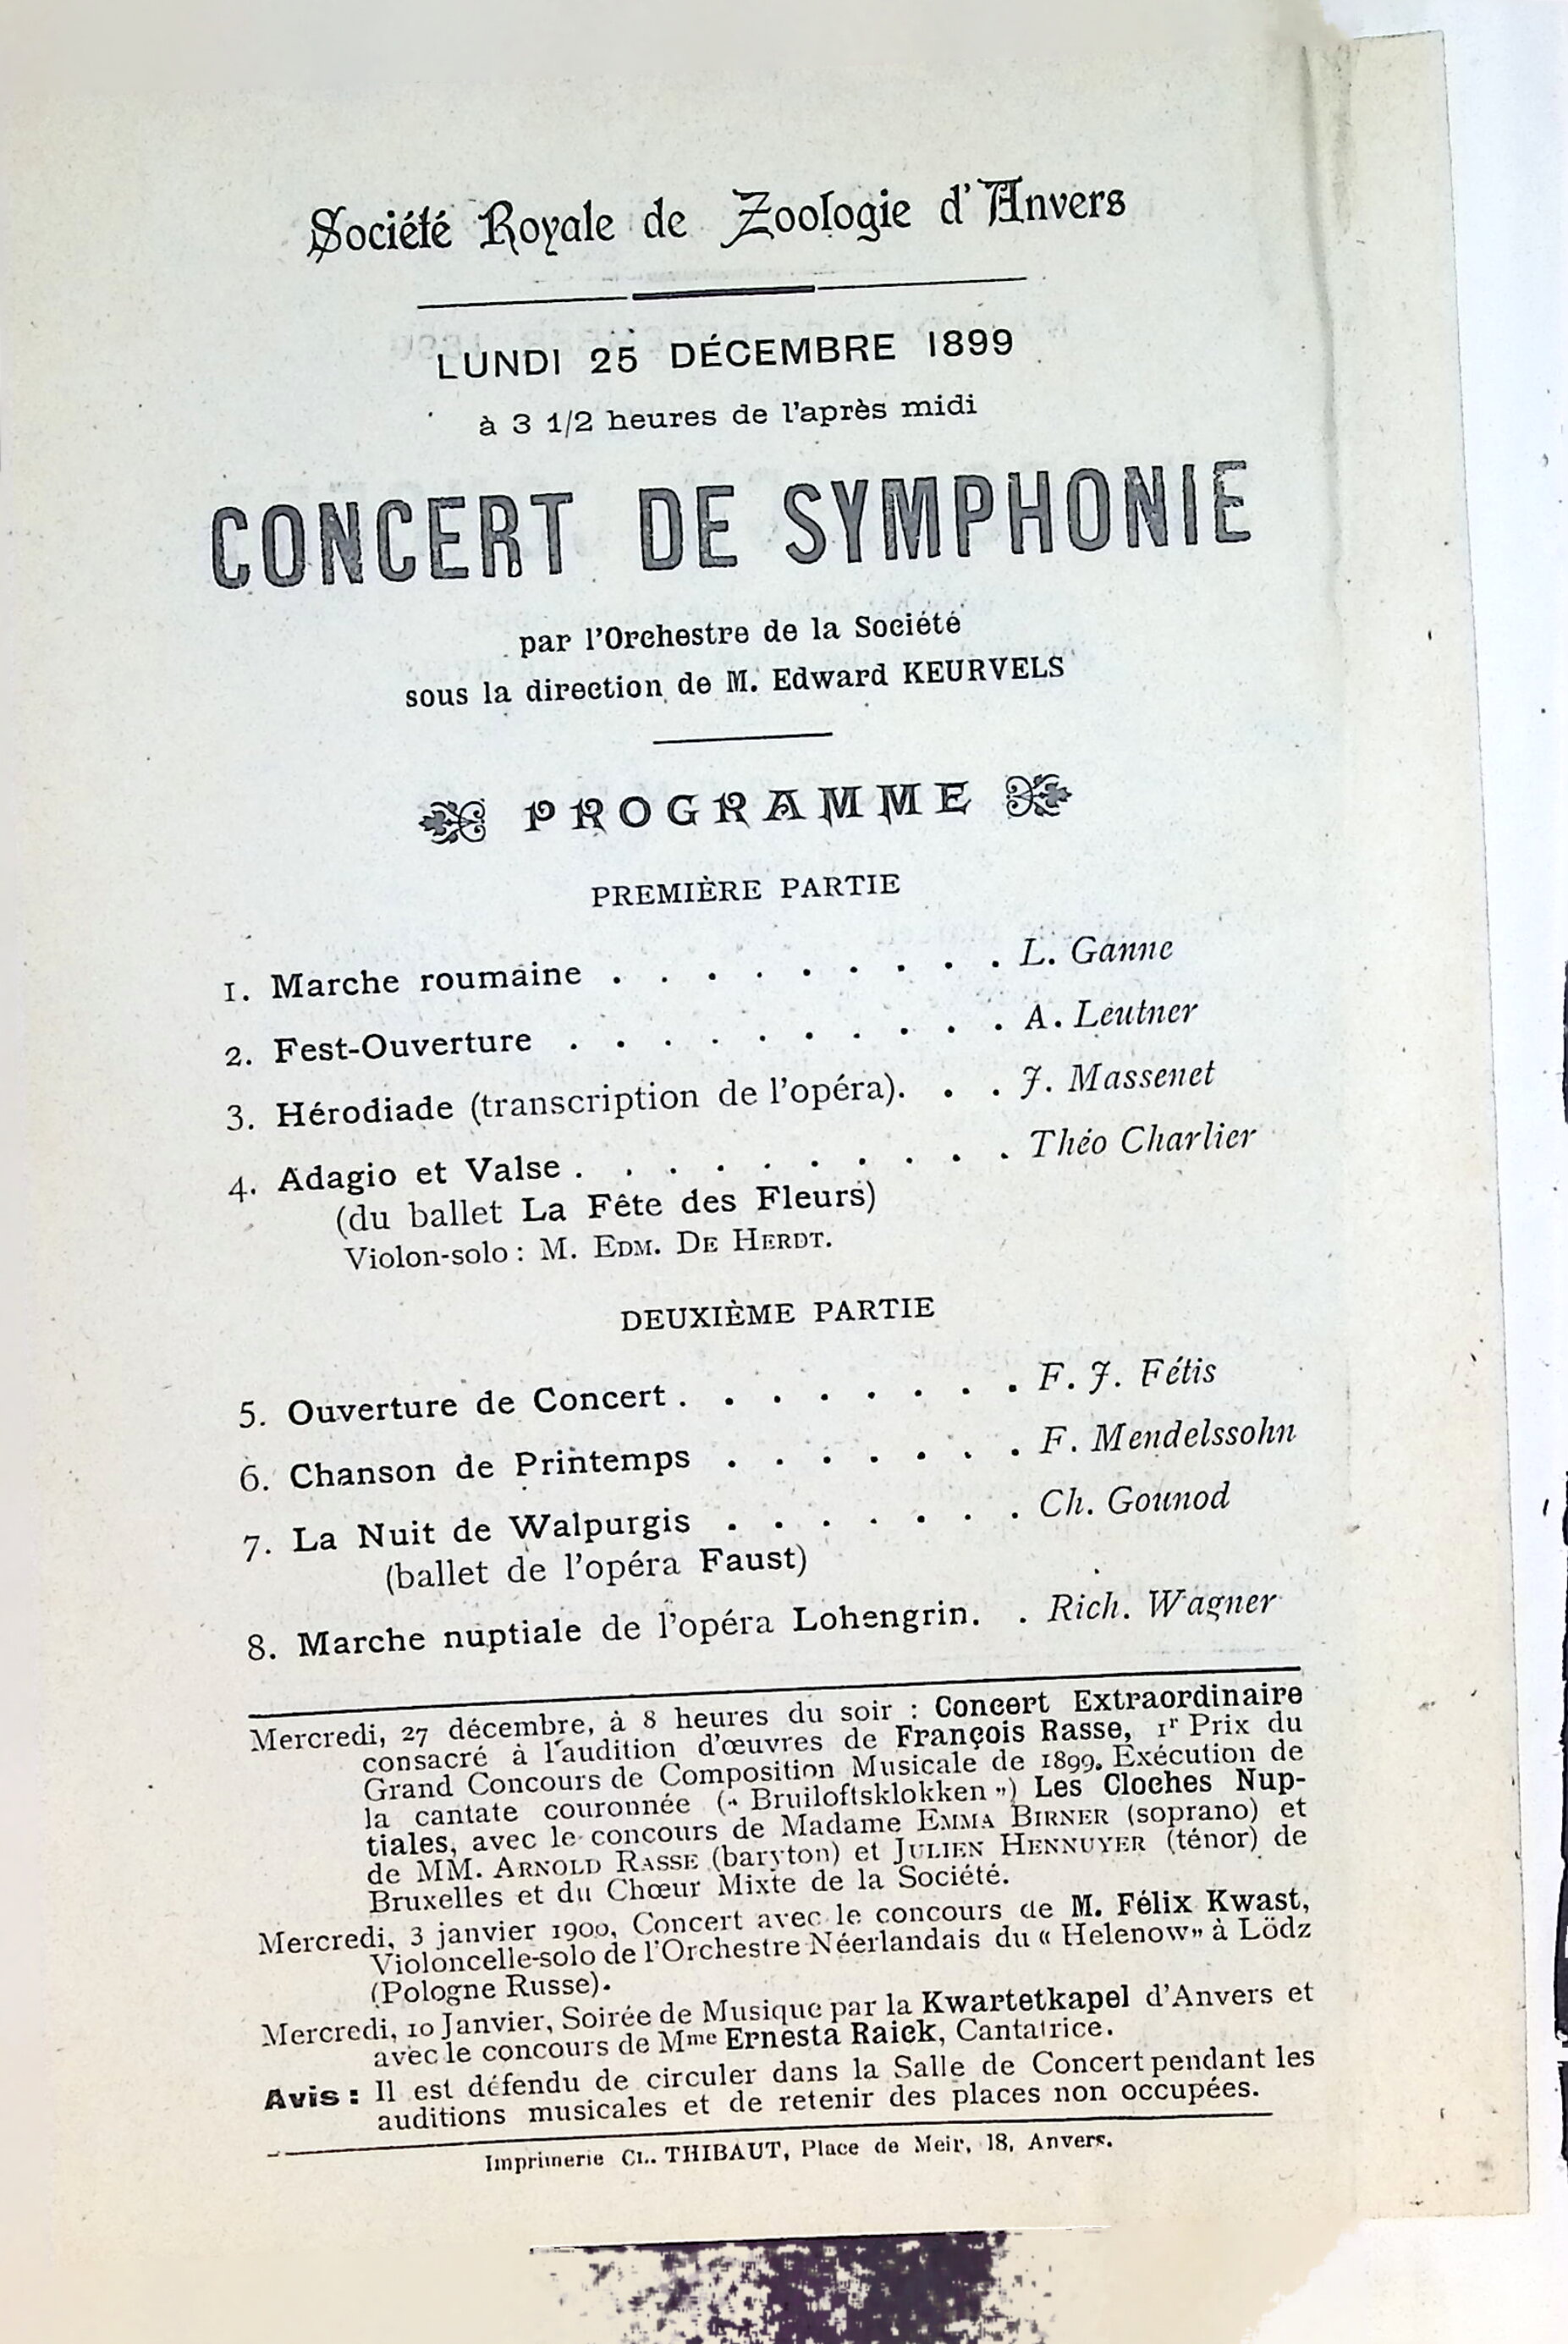 Société Royale de Zoologie d'Anvers
LUNDI 25 DÉCEMBRE 1899
à 3 1/2 heures de l'après midi
CONCERT DE SYMPHONIE
par l'Orchestre de la Société
sous la direction de M. Edward KEURVELS
PROGRAMME
PREMIÈRE PARTIE
1. Marche roumaine . . . . . . . . . L. Ganne
2. Fest-Ouverture . . . . . . . . . . A. Leutner
3. Hérodiade (transcription de l'opéra). . . J. Massenet
4. Adagio et Valse . . . . . . . . . . Théo Charlier
(du ballet La Fête des Fleurs)
Violon-solo : M. EDM. DE HERDT.
DEUXIÈME PARTIE
5. Ouverture de Concert . . . . . . . . F. J. Fétis
6. Chanson de Printemps . . . . . . . F. Mendelssohn
7. La Nuit de Walpurgis . . . . . . . Ch. Gounod
(ballet de l'opéra Faust)
8. Marche nuptiale de l'opéra Lohengrin. . Rich. Wagner
Mercredi, 27 décembre, à 8 heures du soir : Concert Extraordinaire
consacré à l'audition d'œuvres de François Rasse, 1r Prix du
Grand Concours de Composition Musicale de 1899. Exécution de
la cantate couronnée (“ Bruiloftsklokken ”) Les Cloches Nup-
tiales, avec le concours de Madame EMMA BIRNER (soprano) et
de MM. ARNOLD RASSE (baryton) et JULIEN HENNUYER (ténor) de
Bruxelles et du Chœur Mixte de la Société.
Mercredi, 3 janvier 1900, Concert avec le concours de M. Félix Kwast,
Violoncelle-solo de l'Orchestre Néerlandais du « Helenow” à Lödz
(Pologne Russe).
Mercredi, 10 Janvier, Soirée de Musique par la Kwartetkapel d'Anvers et
avec le concours de Mme Ernesta Raick, Cantatrice.
Avis : Il est défendu de circuler dans la Salle de Concert pendant les
auditions musicales et de retenir des places non occupées.
Imprimerie CL. THIBAUT, Place de Meir, 18, Anvers.